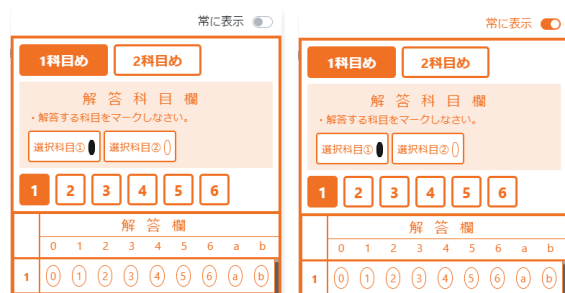 常に表示
1科目め 2科目め
解答科目欄
・解答する科目をマークしなさい。
選択科目① 選択科目②
1 2 3 4 5 6
解答欄
0 1 2 3 4 5 6 a b
1 0 1 2 3 4 5 6 a b
常に表示
1科目め 2科目め
解答科目欄
・解答する科目をマークしなさい。
選択科目① 選択科目②
1 2 3 4 5 6
解答欄
0 1 2 3 4 5 6 a b
1 0 1 2 3 4 5 6 a b